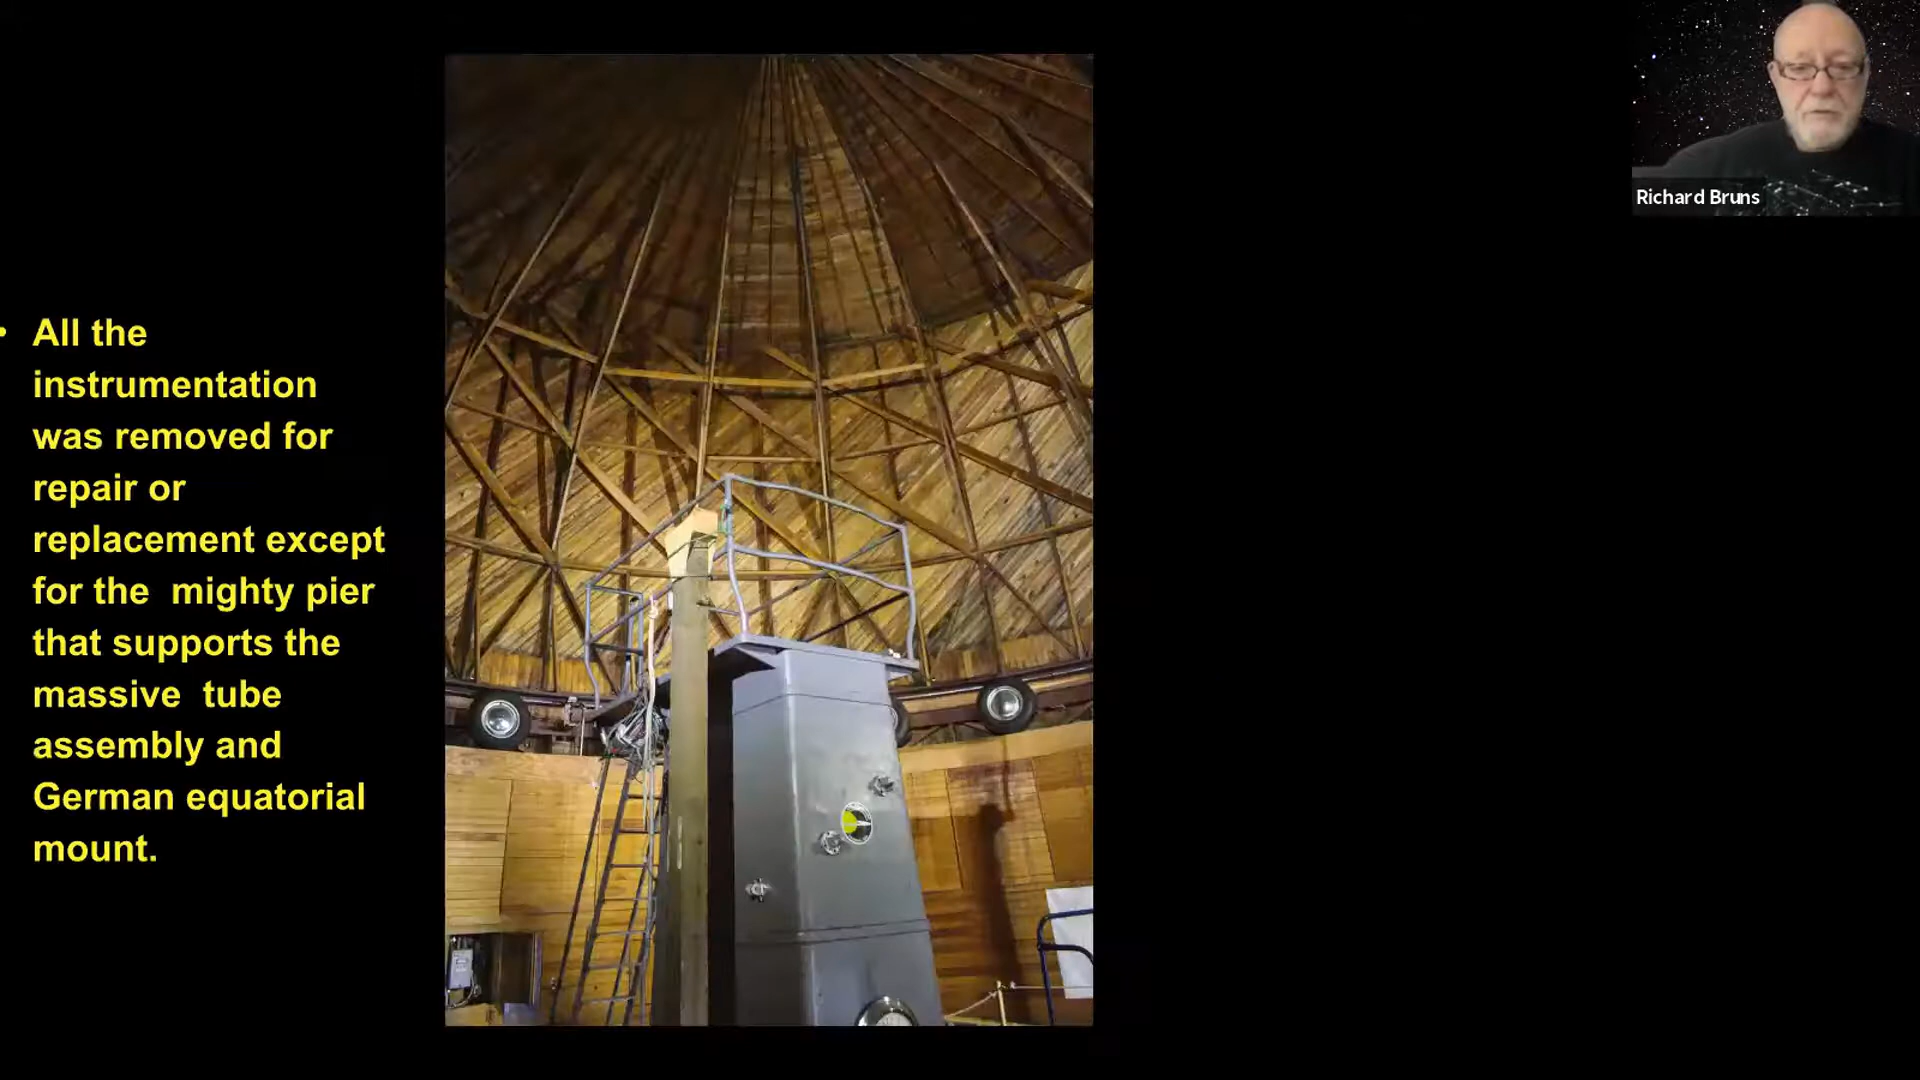 • All the
instrumentation
was removed for
repair or
replacement except
for the  mighty pier
that supports the
massive  tube
assembly and
German equatorial
mount.
Richard Bruns